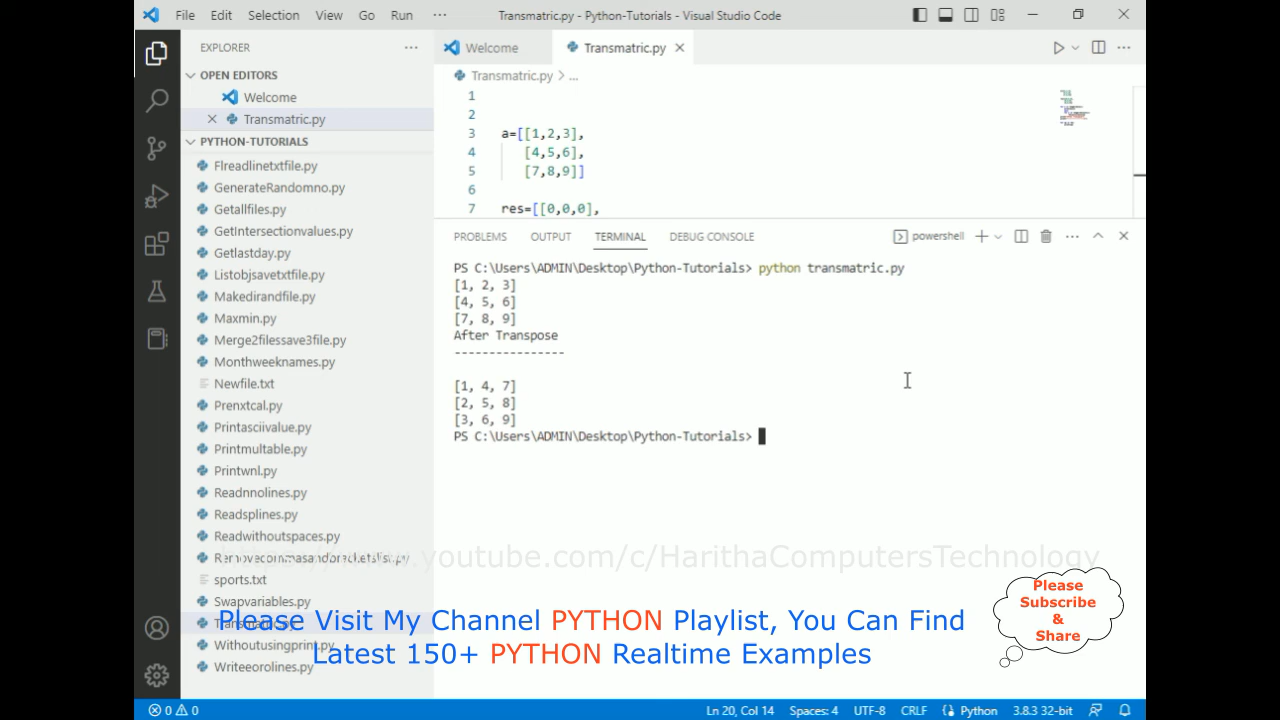 File Edit Selection View Go Run ··· Transmatric.py - Python-Tutorials - Visual Studio Code
EXPLORER ···
OPEN EDITORS
Welcome
× Transmatric.py
PYTHON-TUTORIALS
FIreadlinetxtfile.py
GenerateRandomno.py
Getallfiles.py
GetIntersectionvalues.py
Getlastday.py
Listobjsavetxtfile.py
Makedirandfile.py
Maxmin.py
Merge2filessave3file.py
Monthweeknames.py
Newfile.txt
Prenxtcal.py
Printasciivalue.py
Printmultable.py
Printwnl.py
Readnnolines.py
Readsplines.py
Readwithoutspaces.py
Removecommasandbracketslist.py
sports.txt
Swapvariables.py
Transmatric.py
Withoutusingprint.py
Writeeorolines.py
Welcome Transmatric.py ×
Transmatric.py > ...
1
2
3 a=[[1,2,3],
4 [4,5,6],
5 [7,8,9]]
6
7 res=[[0,0,0],
PROBLEMS OUTPUT TERMINAL DEBUG CONSOLE powershell
PS C:\Users\ADMIN\Desktop\Python-Tutorials> python transmatric.py
[1, 2, 3]
[4, 5, 6]
[7, 8, 9]
After Transpose
----------------
[1, 4, 7]
[2, 5, 8]
[3, 6, 9]
PS C:\Users\ADMIN\Desktop\Python-Tutorials>
https://www.youtube.com/c/HarithaComputersTechnology
Please Visit My Channel PYTHON Playlist, You Can Find
Latest 150+ PYTHON Realtime Examples
Please
Subscribe
&
Share
0 0 Ln 20, Col 14 Spaces: 4 UTF-8 CRLF Python 3.8.3 32-bit